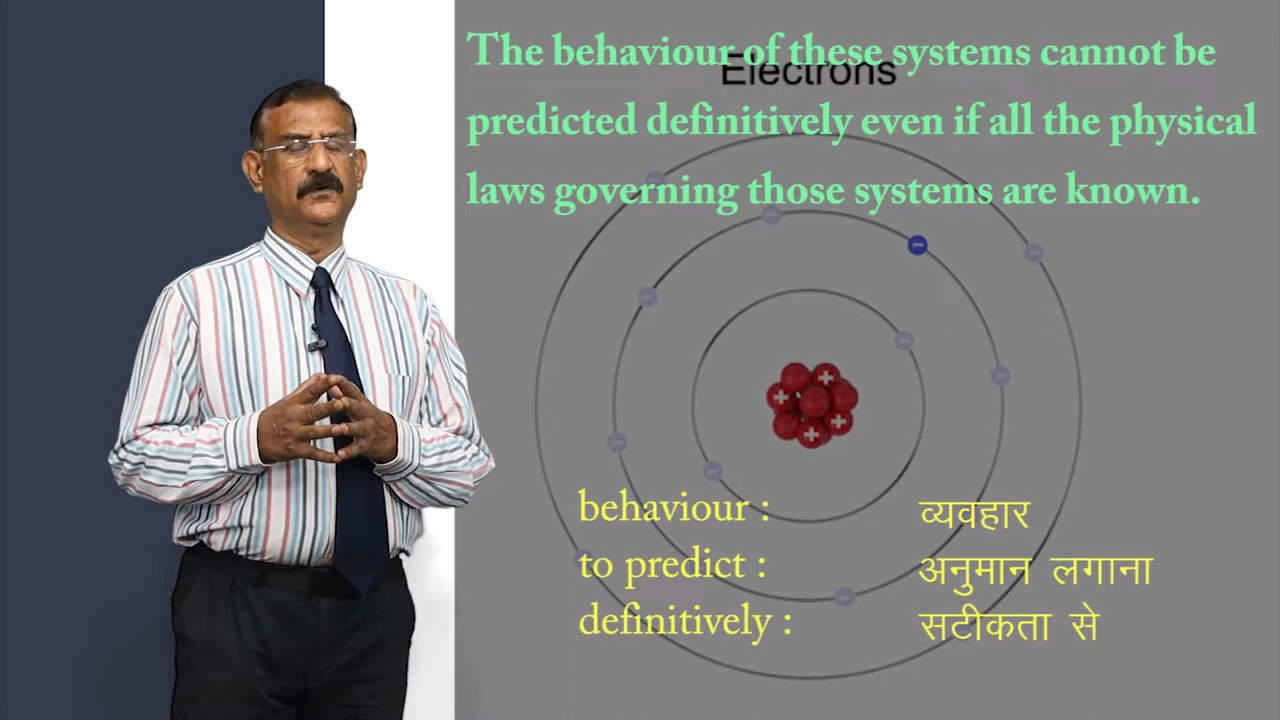 The behaviour of these systems cannot be
Electrons
predicted definitively even if all the physical
laws governing those systems are known.
behaviour : व्यवहार
to predict : अनुमान लगाना
definitively : सटीकता से